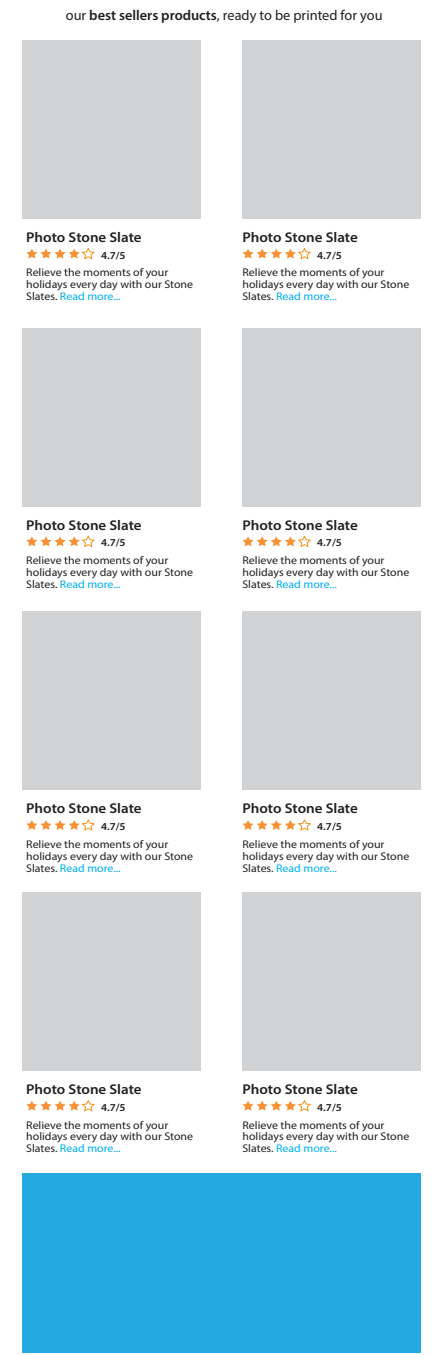 our best sellers products, ready to be printed for you
Photo Stone Slate
4.7/5
Relieve the moments of your
holidays every day with our Stone
Slates. Read more...
Photo Stone Slate
4.7/5
Relieve the moments of your
holidays every day with our Stone
Slates. Read more...
Photo Stone Slate
4.7/5
Relieve the moments of your
holidays every day with our Stone
Slates. Read more...
Photo Stone Slate
4.7/5
Relieve the moments of your
holidays every day with our Stone
Slates. Read more...
Photo Stone Slate
4.7/5
Relieve the moments of your
holidays every day with our Stone
Slates. Read more...
Photo Stone Slate
4.7/5
Relieve the moments of your
holidays every day with our Stone
Slates. Read more...
Photo Stone Slate
4.7/5
Relieve the moments of your
holidays every day with our Stone
Slates. Read more...
Photo Stone Slate
4.7/5
Relieve the moments of your
holidays every day with our Stone
Slates. Read more...